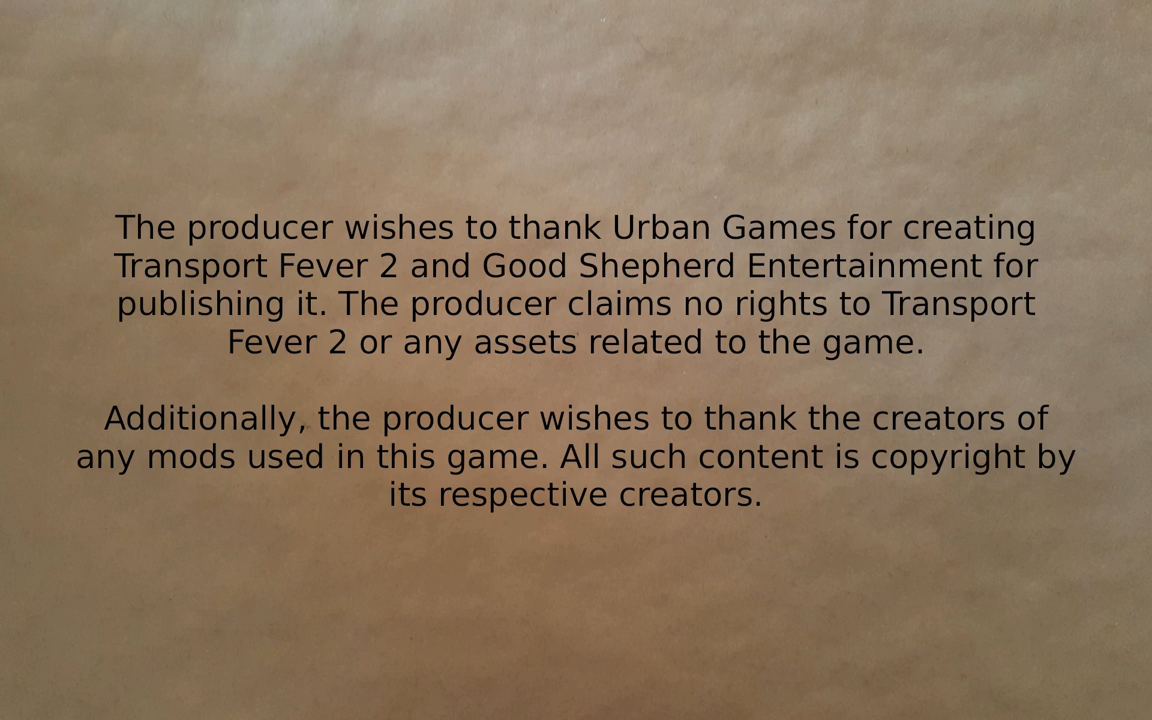 The producer wishes to thank Urban Games for creating
Transport Fever 2 and Good Shepherd Entertainment for
publishing it. The producer claims no rights to Transport
Fever 2 or any assets related to the game.
Additionally, the producer wishes to thank the creators of
any mods used in this game. All such content is copyright by
its respective creators.